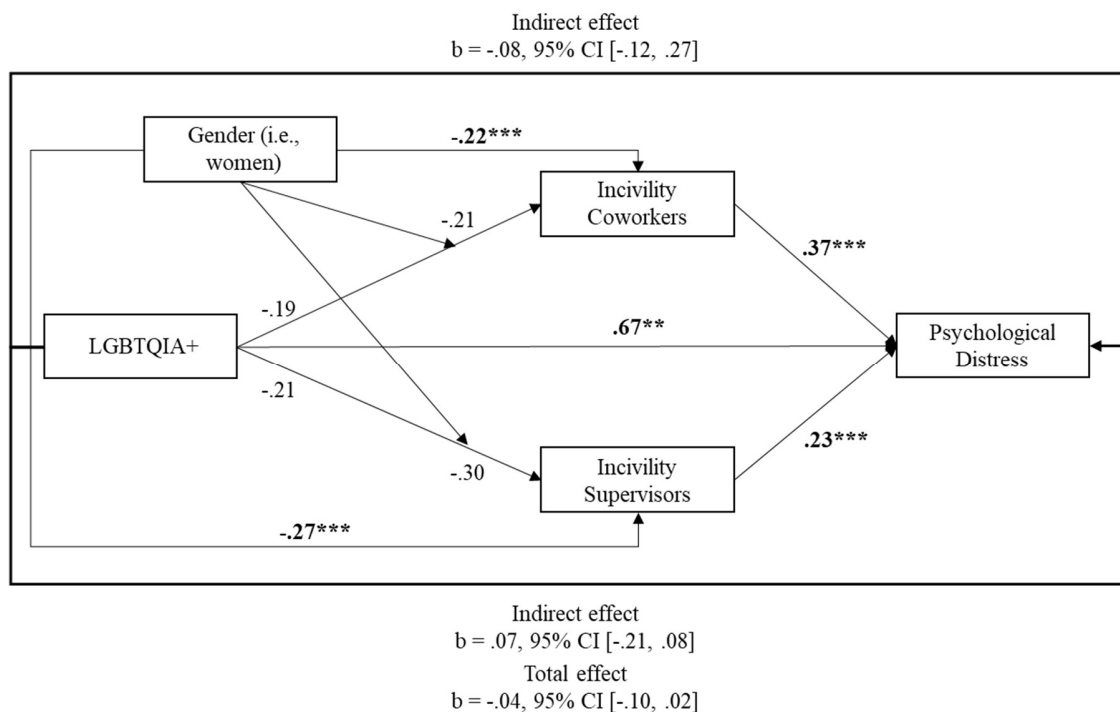 Indirect effect
b = -.08, 95% CI [-.12, .27]
Gender (i.e.,
women)
-.22***
Incivility
Coworkers
-.21
.37***
-.19
.67**
LGBTQIA+
Psychological
Distress
-.21
.23***
-.30
Incivility
Supervisors
-.27***
Indirect effect
b = .07, 95% CI [-.21, .08]
Total effect
b = -.04, 95% CI [-.10, .02]